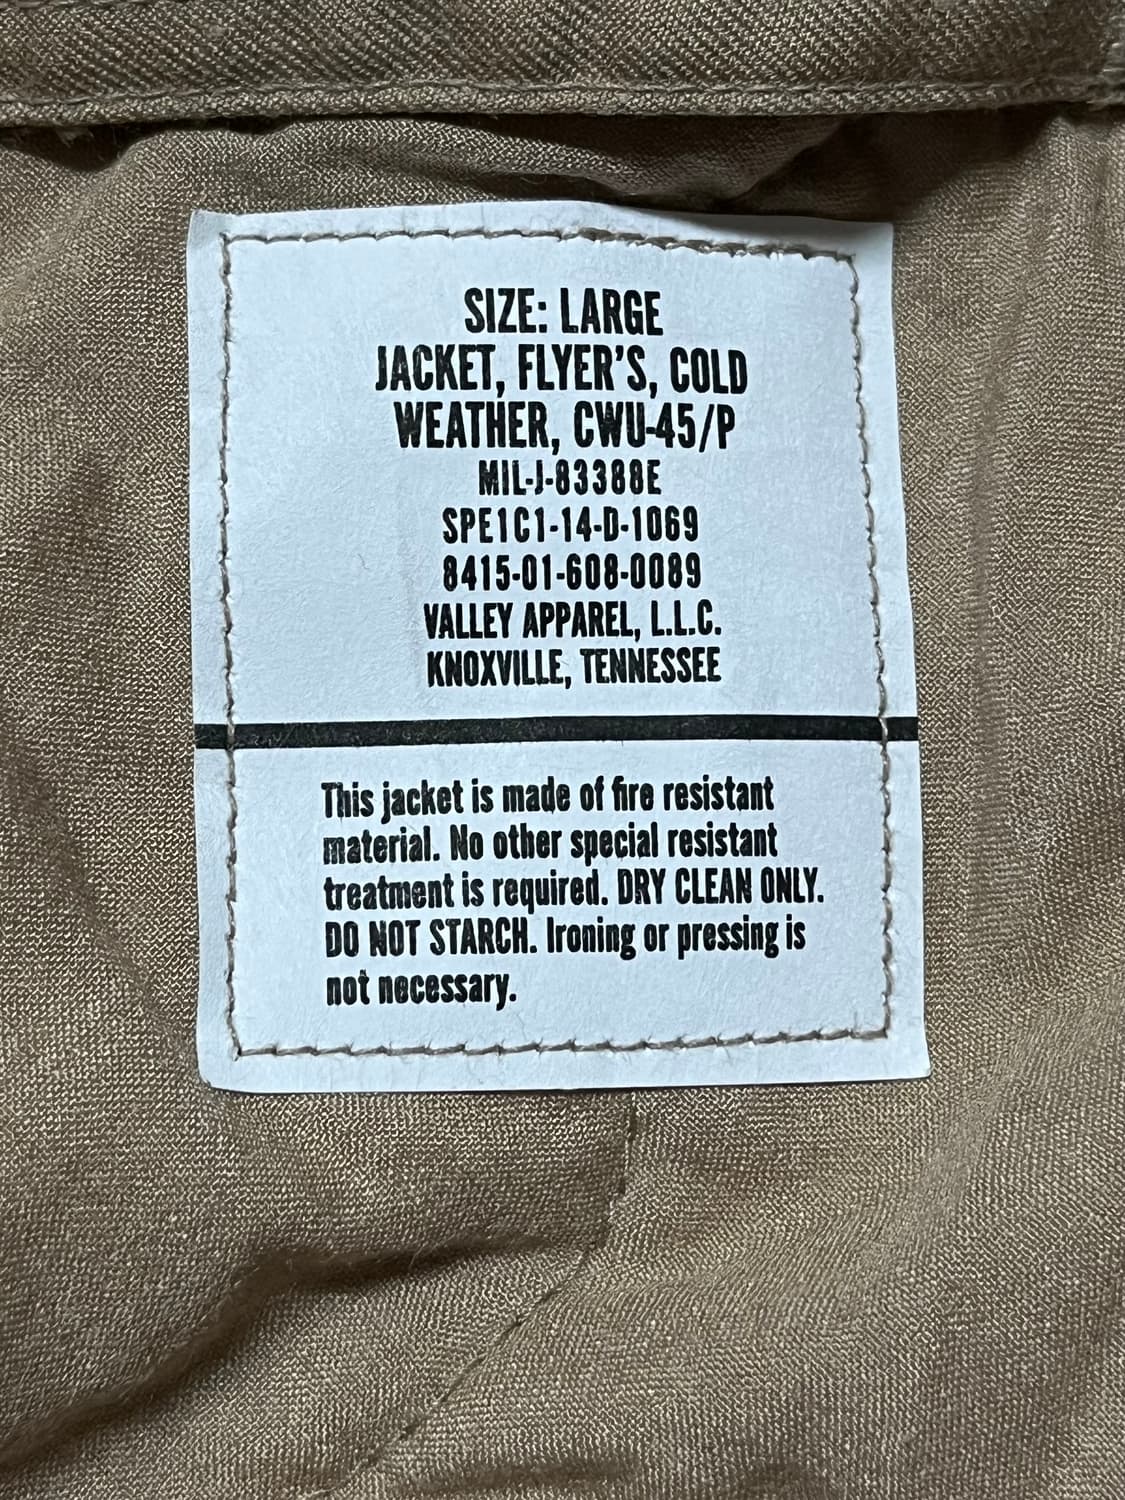 SIZE: LARGE
JACKET, FLYER'S, COLD
WEATHER, CWU-45/P
MIL-J-83388E
SPE1C1-14-D-1069
8415-01-608-0089
VALLEY APPAREL, L.L.C.
KNOXVILLE, TENNESSEE
This jacket is made of fire resistant
material. No other special resistant
treatment is required. DRY CLEAN ONLY.
DO NOT STARCH. Ironing or pressing is
not necessary.